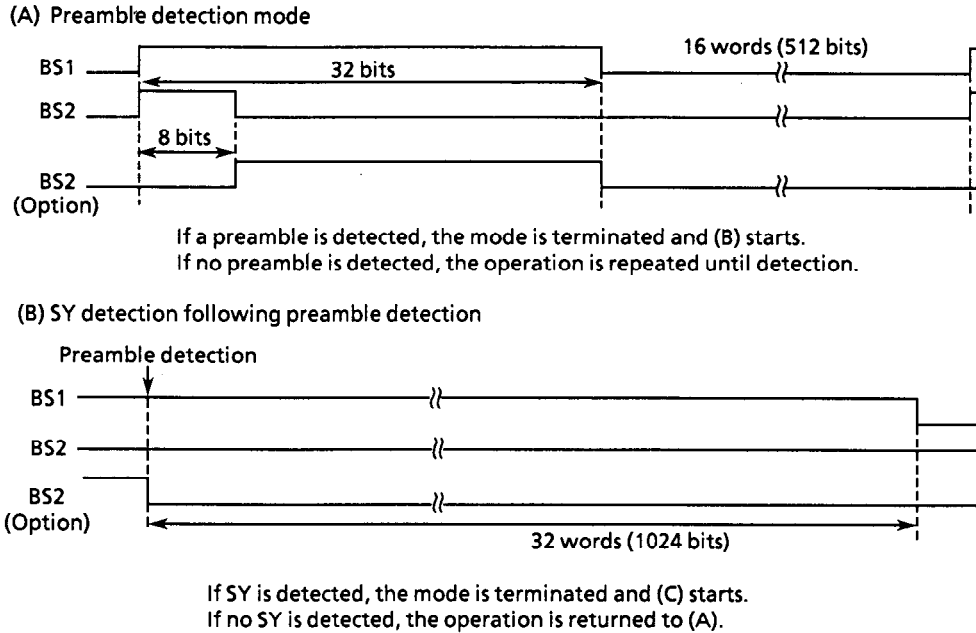 (A) Preamble detection mode
16 words (512 bits)
BS1
32 bits
BS2
8 bits
BS2
(Option)
If a preamble is detected, the mode is terminated and (B) starts.
If no preamble is detected, the operation is repeated until detection.
(B) SY detection following preamble detection
Preamble detection
BS1
BS2
BS2
(Option)
32 words (1024 bits)
If SY is detected, the mode is terminated and (C) starts.
If no SY is detected, the operation is returned to (A).